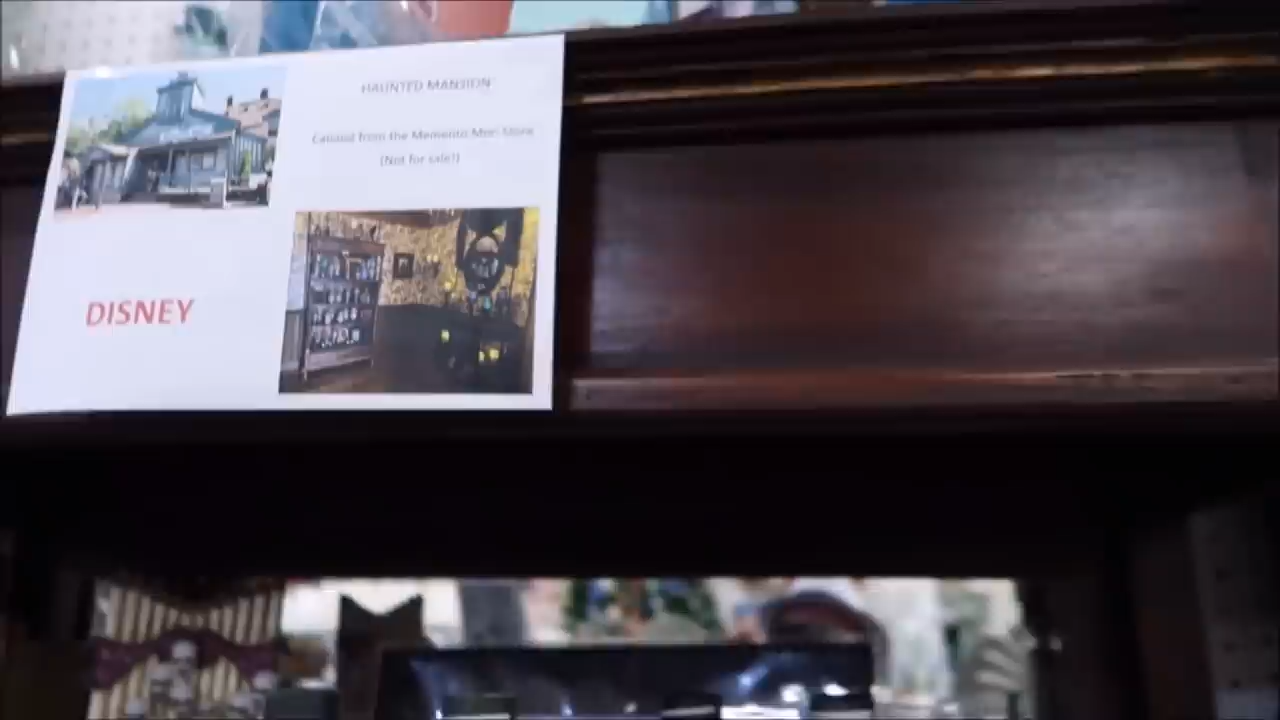 HAUNTED MANSION
Cabinet from the Memento Mori Store
(Not for sale!)
DISNEY